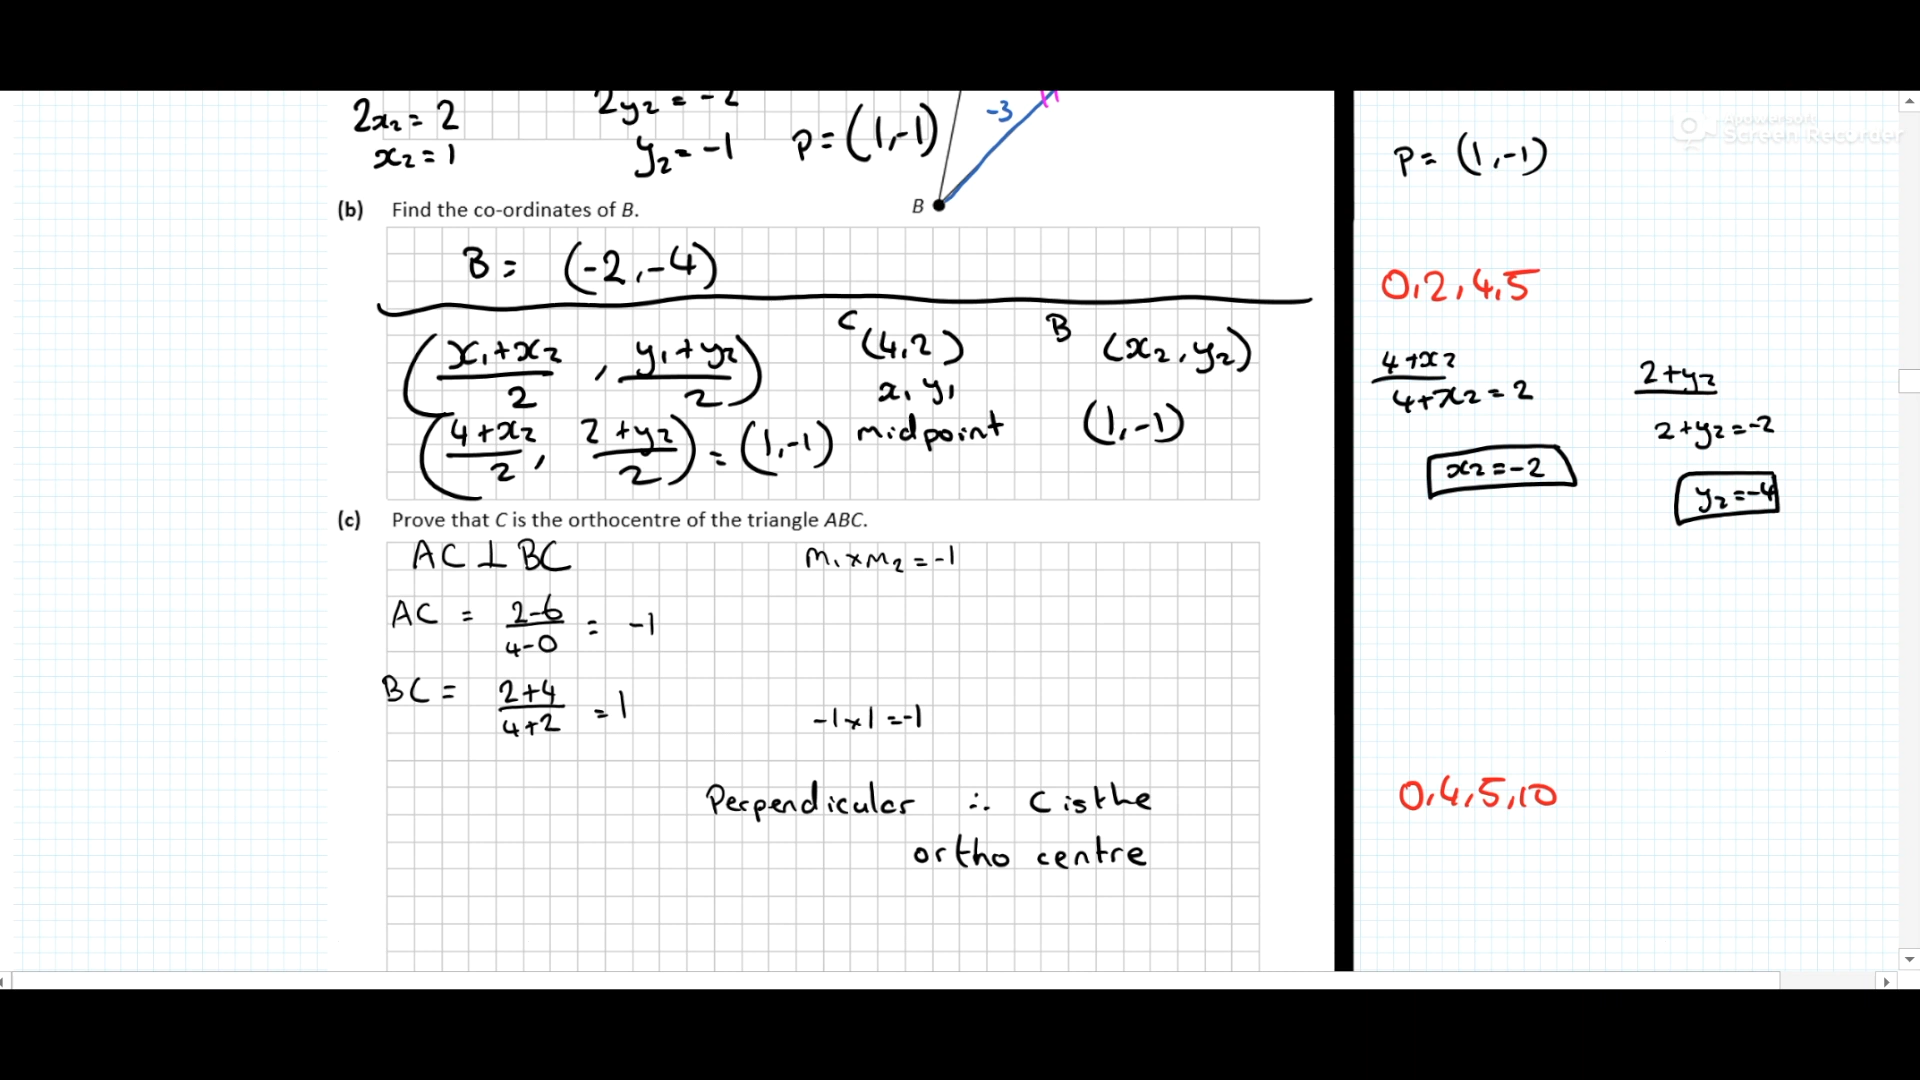 2x₂ = 2
x₂ = 1
2y₂ = -2
y₂ = -1
P = (1,-1)
-3
B
(b) Find the co-ordinates of B.
B = (-2,-4)
(x₁+x₂/2 , y₁+y₂/2)
C (4,2)
x₁ y₁
B (x₂,y₂)
(4+x₂/2, 2+y₂/2) = (1,-1)
midpoint (1,-1)
(c) Prove that C is the orthocentre of the triangle ABC.
AC ⊥ BC
m₁ × m₂ = -1
AC = 2-6/4-0 = -1
BC = 2+4/4+2 = 1
-1 × 1 = -1
Perpendicular ∴ C is the
ortho centre
Apowersoft
Screen Recorder
P = (1,-1)
0,2,4,5
4+x₂
4+x₂ = 2
x₂ = -2
2+y₂
2+y₂ = -2
y₂ = -4
0,4,5,10